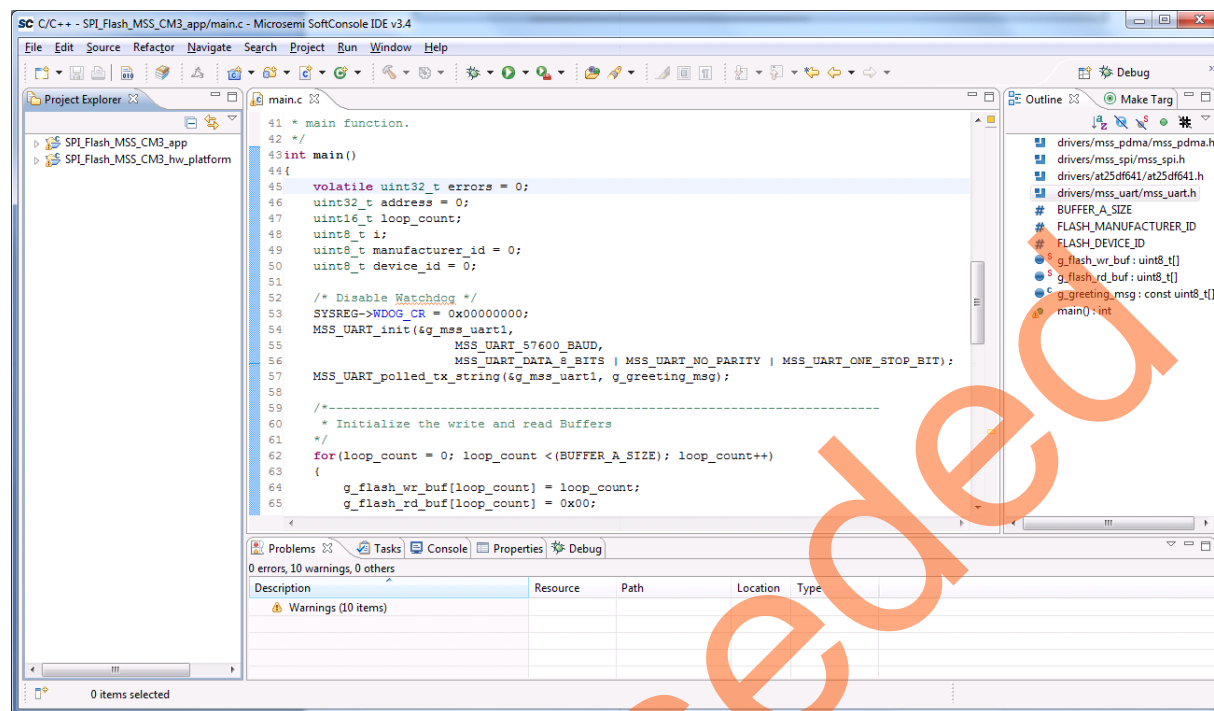 SC C/C++ - SPI_Flash_MSS_CM3_app/main.c - Microsemi SoftConsole IDE v3.4
File Edit Source Refactor Navigate Search Project Run Window Help
Debug
Project Explorer
SPI_Flash_MSS_CM3_app
SPI_Flash_MSS_CM3_hw_platform
main.c
41 * main function.
42 */
43 int main()
44 {
45 volatile uint32_t errors = 0;
46 uint32_t address = 0;
47 uint16_t loop_count;
48 uint8_t i;
49 uint8_t manufacturer_id = 0;
50 uint8_t device_id = 0;
51
52 /* Disable Watchdog */
53 SYSREG->WDOG_CR = 0x00000000;
54 MSS_UART_init(&g_mss_uart1,
55 MSS_UART_57600_BAUD,
56 MSS_UART_DATA_8_BITS | MSS_UART_NO_PARITY | MSS_UART_ONE_STOP_BIT);
57 MSS_UART_polled_tx_string(&g_mss_uart1, g_greeting_msg);
58
59 /*--------------------------------------------------------------------------
60 * Initialize the write and read Buffers
61 */
62 for(loop_count = 0; loop_count <(BUFFER_A_SIZE); loop_count++)
63 {
64 g_flash_wr_buf[loop_count] = loop_count;
65 g_flash_rd_buf[loop_count] = 0x00;
Outline Make Targ
drivers/mss_pdma/mss_pdma.h
drivers/mss_spi/mss_spi.h
drivers/at25df641/at25df641.h
drivers/mss_uart/mss_uart.h
# BUFFER_A_SIZE
# FLASH_MANUFACTURER_ID
# FLASH_DEVICE_ID
S g_flash_wr_buf : uint8_t[]
S g_flash_rd_buf : uint8_t[]
C g_greeting_msg : const uint8_t[]
main() : int
Problems Tasks Console Properties Debug
0 errors, 10 warnings, 0 others
Description Resource Path Location Type
Warnings (10 items)
0 items selected
seded